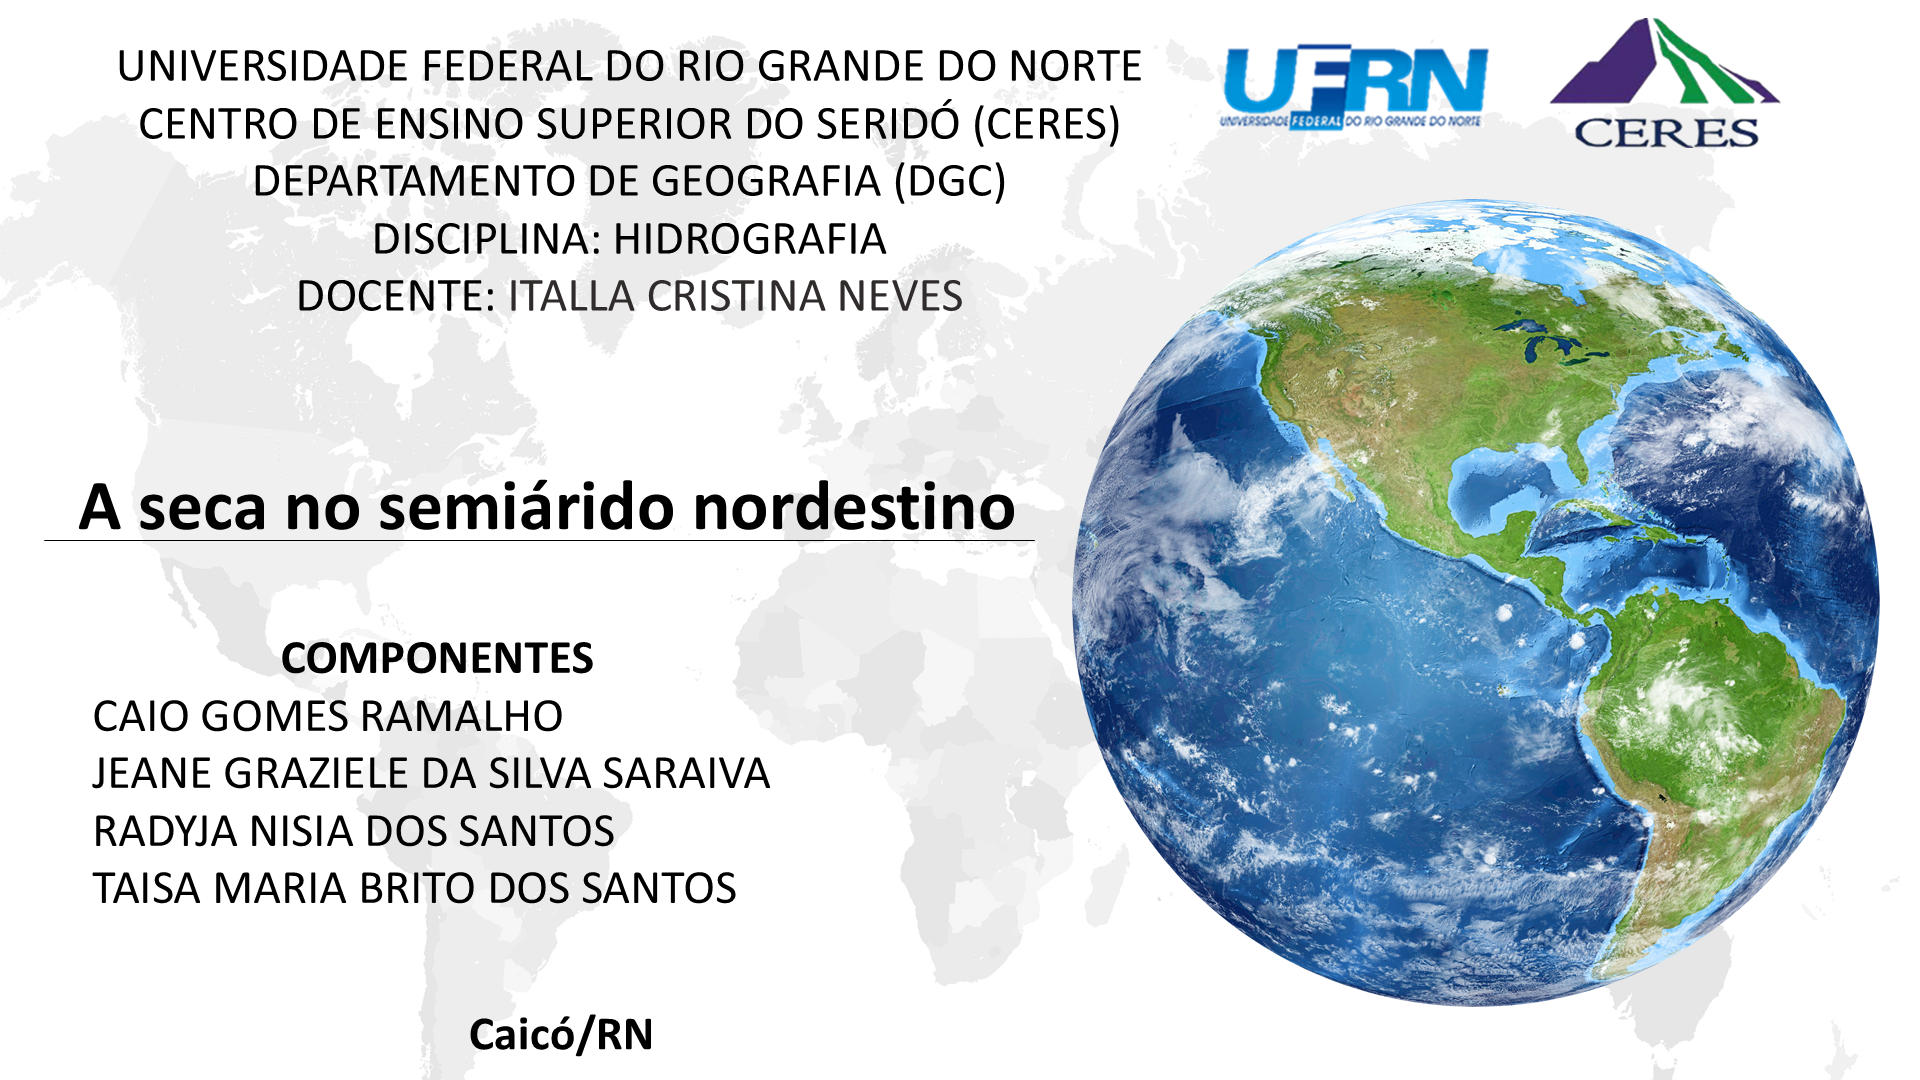 UNIVERSIDADE FEDERAL DO RIO GRANDE DO NORTE
CENTRO DE ENSINO SUPERIOR DO SERIDÓ (CERES)
DEPARTAMENTO DE GEOGRAFIA (DGC)
DISCIPLINA: HIDROGRAFIA
DOCENTE: ITALLA CRISTINA NEVES
UFRN
UNIVERSIDADE FEDERAL DO RIO GRANDE DO NORTE
CERES
A seca no semiárido nordestino
COMPONENTES
CAIO GOMES RAMALHO
JEANE GRAZIELE DA SILVA SARAIVA
RADYJA NISIA DOS SANTOS
TAISA MARIA BRITO DOS SANTOS
Caicó/RN